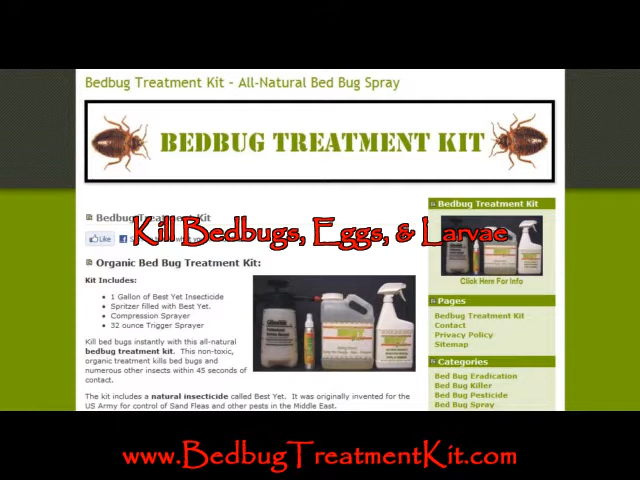 Bedbug Treatment Kit – All-Natural Bed Bug Spray
BEDBUG TREATMENT KIT
Bedbug Treatment Kit
Kill Bedbugs, Eggs, & Larvae
Like
Organic Bed Bug Treatment Kit:
Kit Includes:
1 Gallon of Best Yet Insecticide
Spritzer filled with Best Yet.
Compression Sprayer
32 ounce Trigger Sprayer
Kill bed bugs instantly with this all-natural
bedbug treatment kit. This non-toxic,
organic treatment kills bed bugs and
numerous other insects within 45 seconds of
contact.
The kit includes a natural insecticide called Best Yet. It was originally invented for the
US Army for control of Sand Fleas and other pests in the Middle East.
Bedbug Treatment Kit
Click Here For Info
Pages
Bedbug Treatment Kit
Contact
Privacy Policy
Sitemap
Categories
Bed Bug Eradication
Bed Bug Killer
Bed Bug Pesticide
Bed Bug Spray
www.BedbugTreatmentKit.com